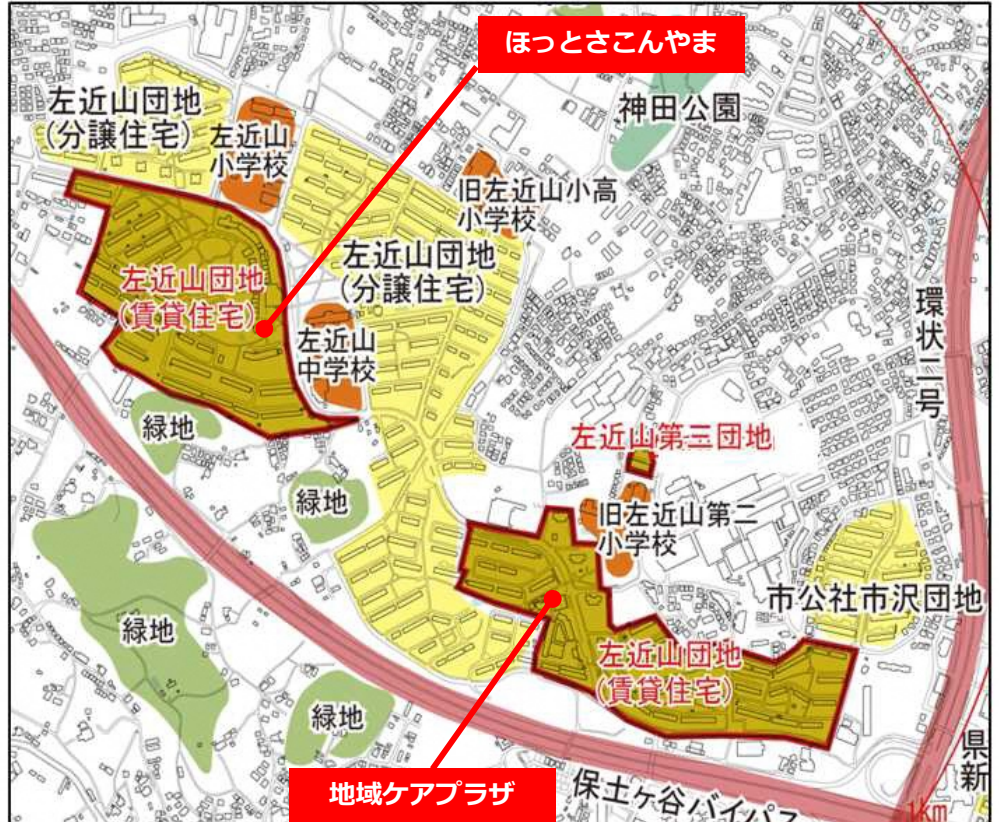 ほっとさこんやま
神田公園
左近山団地
(分譲住宅)
左近山
小学校
旧左近山小高
小学校
左近山団地
(分譲住宅)
左近山団地
(賃貸住宅)
左近山
中学校
環状二号
緑地
左近山第三団地
緑地
旧左近山第二
小学校
市公社市沢団地
緑地
左近山団地
(賃貸住宅)
緑地
県新
地域ケアプラザ
保土ヶ谷バイパス
1km